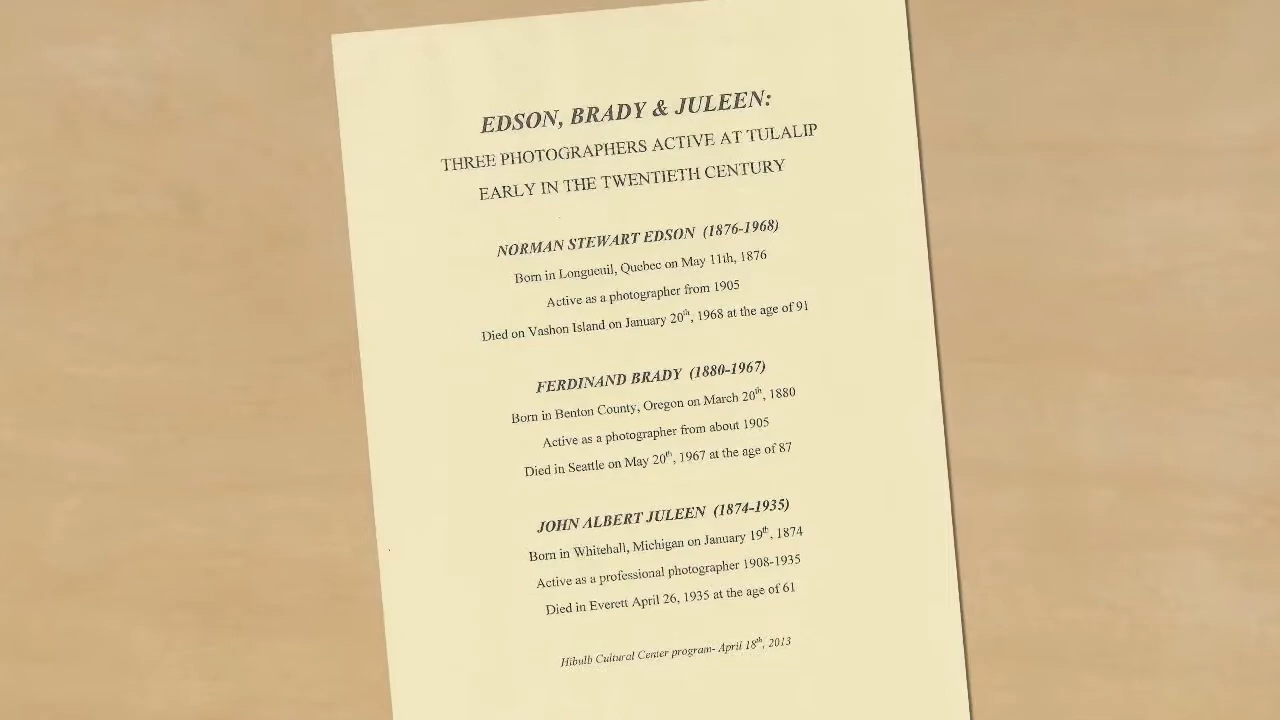 EDSON, BRADY & JULEEN:
THREE PHOTOGRAPHERS ACTIVE AT TULALIP
EARLY IN THE TWENTIETH CENTURY
NORMAN STEWART EDSON (1876-1968)
Born in Longueuil, Quebec on May 11th, 1876
Active as a photographer from 1905
Died on Vashon Island on January 20th, 1968 at the age of 91
FERDINAND BRADY (1880-1967)
Born in Benton County, Oregon on March 20th, 1880
Active as a photographer from about 1905
Died in Seattle on May 20th, 1967 at the age of 87
JOHN ALBERT JULEEN (1874-1935)
Born in Whitehall, Michigan on January 19th, 1874
Active as a professional photographer 1908-1935
Died in Everett April 26, 1935 at the age of 61
Hibulb Cultural Center program- April 18th, 2013